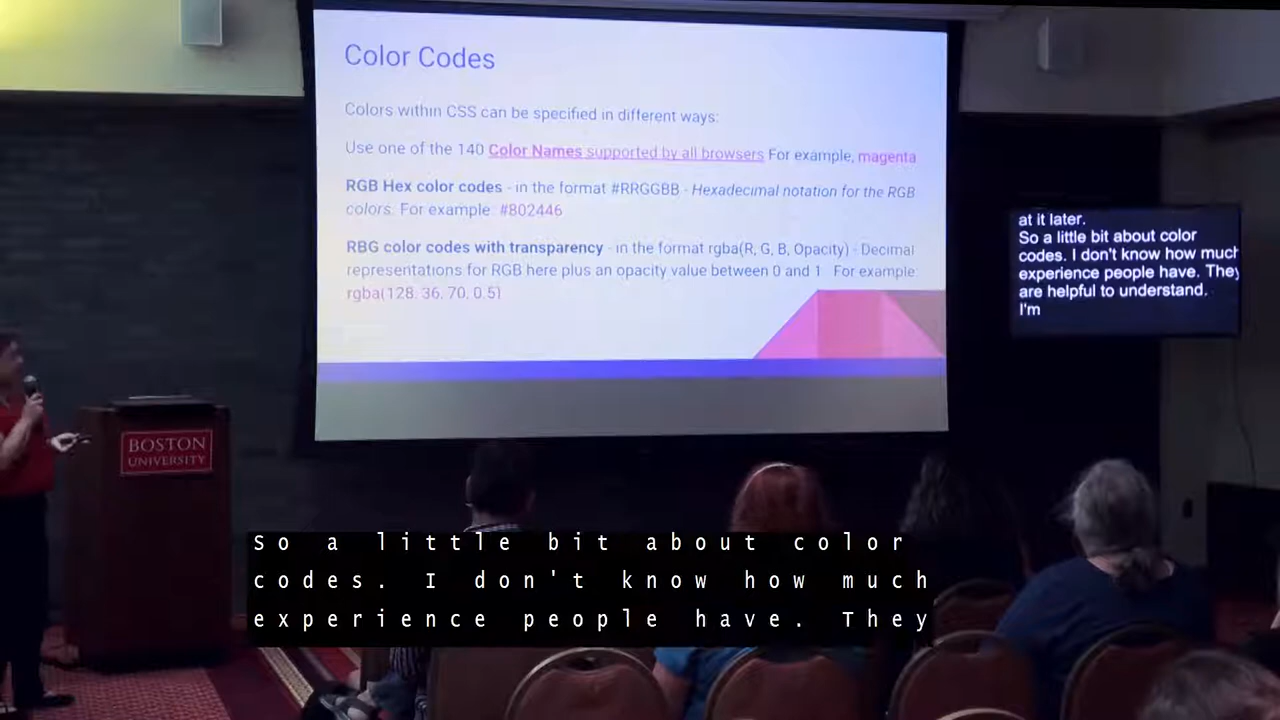 Color Codes
Colors within CSS can be specified in different ways:
Use one of the 140 Color Names supported by all browsers For example, magenta
RGB Hex color codes - in the format #RRGGBB - Hexadecimal notation for the RGB
colors. For example: #802446
RBG color codes with transparency - in the format rgba(R, G, B, Opacity) - Decimal
representations for RGB here plus an opacity value between 0 and 1. For example:
rgba(128, 36, 70, 0.5)
at it later.
So a little bit about color
codes. I don't know how much
experience people have. They
are helpful to understand.
I'm
BOSTON
UNIVERSITY
So a little bit about color
codes. I don't know how much
experience people have. They